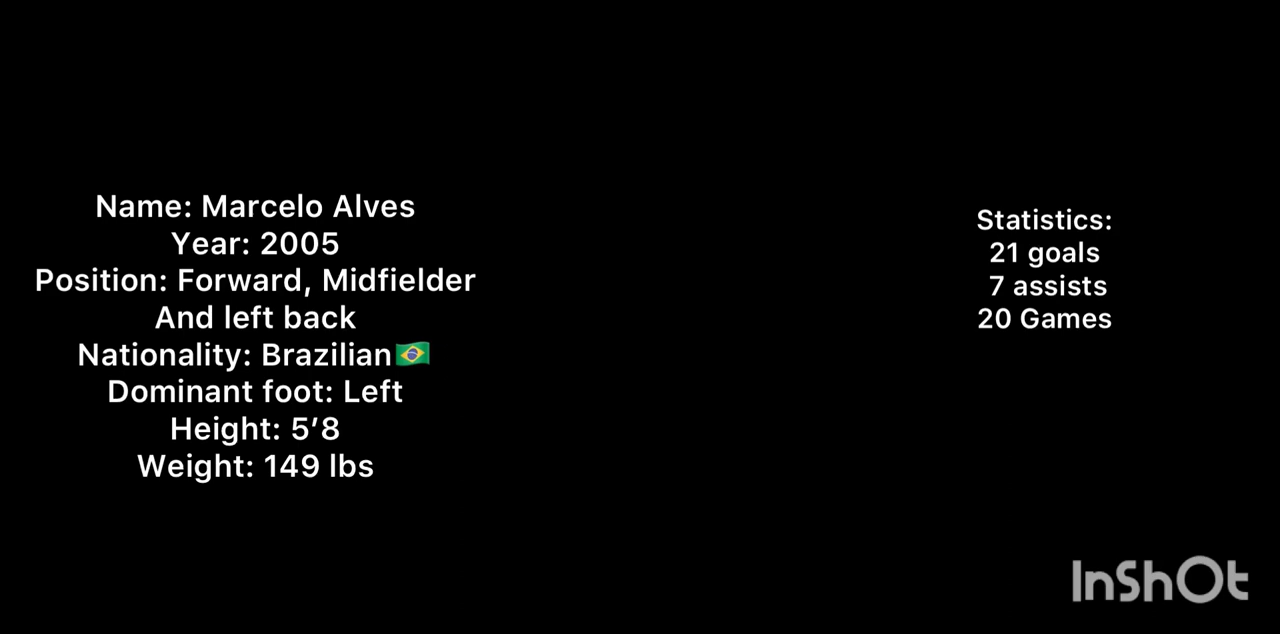 Name: Marcelo Alves
Year: 2005
Position: Forward, Midfielder
And left back
Nationality: Brazilian🇧🇷
Dominant foot: Left
Height: 5’8
Weight: 149 lbs
Statistics:
21 goals
7 assists
20 Games
InShOt